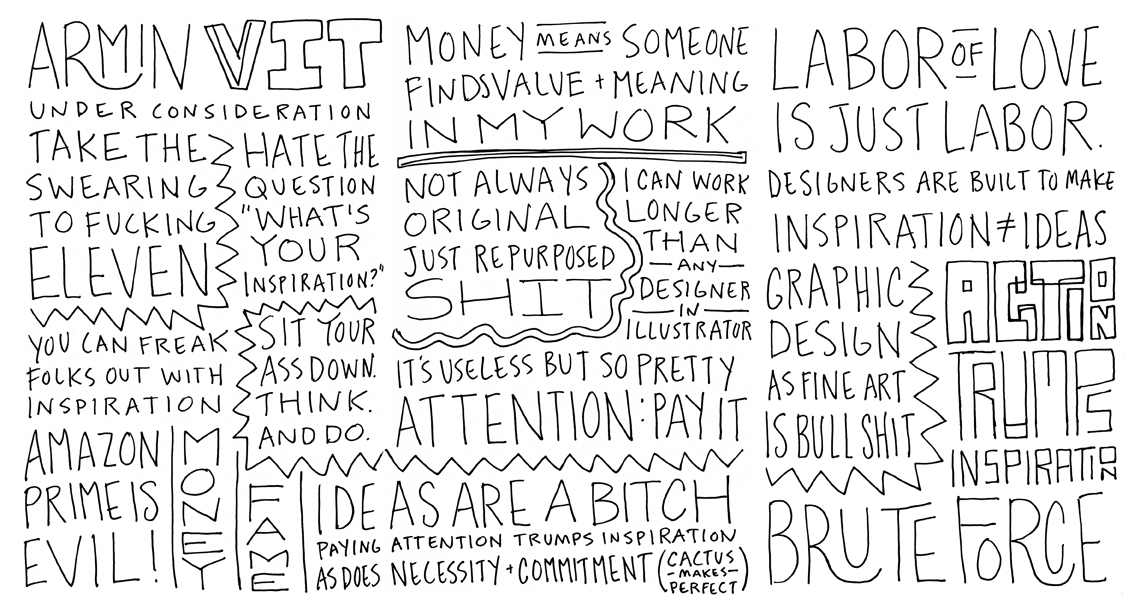 ARMIN VIT
UNDER CONSIDERATION
TAKE THE
SWEARING
TO FUCKING
ELEVEN
HATE THE
QUESTION
"WHAT'S
YOUR
INSPIRATION?"
YOU CAN FREAK
FOLKS OUT WITH
INSPIRATION
SIT YOUR
ASS DOWN.
THINK.
AND DO.
AMAZON
PRIME IS
EVIL!
MONEY
FAME
MONEY MEANS SOMEONE
FINDS VALUE + MEANING
IN MY WORK
NOT ALWAYS
ORIGINAL
JUST REPURPOSED
SHIT
I CAN WORK
LONGER
THAN
—ANY—
DESIGNER
—IN—
ILLUSTRATOR
IT'S USELESS BUT SO PRETTY
ATTENTION: PAY IT
IDEAS ARE A BITCH
PAYING ATTENTION TRUMPS INSPIRATION
AS DOES NECESSITY + COMMITMENT (CACTUS
-MAKES-
PERFECT)
LABOR OF LOVE
IS JUST LABOR.
DESIGNERS ARE BUILT TO MAKE
INSPIRATION ≠ IDEAS
GRAPHIC
DESIGN
AS FINE ART
IS BULL SHIT
ACTION
TRUMPS
INSPIRATION
BRUTE FORCE